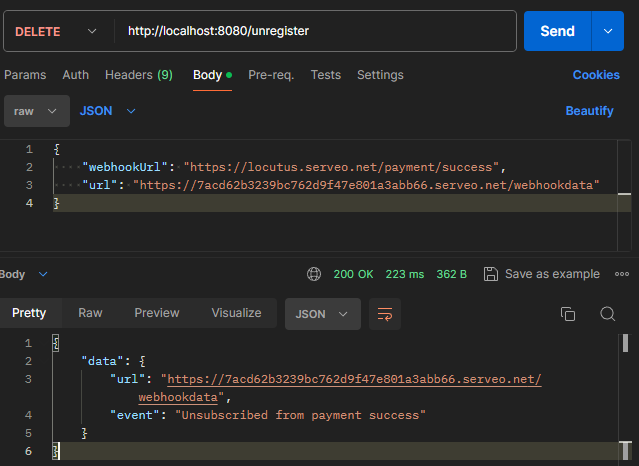 DELETE http://localhost:8080/unregister Send
Params Auth Headers (9) Body Pre-req. Tests Settings Cookies
raw JSON Beautify
1 {
2 "webhookUrl": "https://locutus.serveo.net/payment/success",
3 "url": "https://7acd62b3239bc762d9f47e801a3abb66.serveo.net/webhookdata"
4 }
Body 200 OK 223 ms 362 B Save as example
Pretty Raw Preview Visualize JSON
1 {
2 "data": {
3 "url": "https://7acd62b3239bc762d9f47e801a3abb66.serveo.net/
webhookdata",
4 "event": "Unsubscribed from payment success"
5 }
6 }